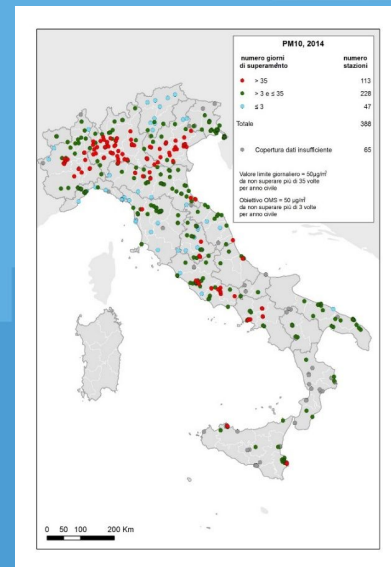 PM10, 2014
numero giorni di superamento
numero stazioni
> 35 113
> 3 e ≤ 35 228
≤ 3 47
Totale 388
Copertura dati insufficiente 65
Valore limite giornaliero = 50µg/m³
da non superare più di 35 volte
per anno civile
Obiettivo OMS = 50 µg/m³
da non superare più di 3 volte
per anno civile
0 50 100 200 Km